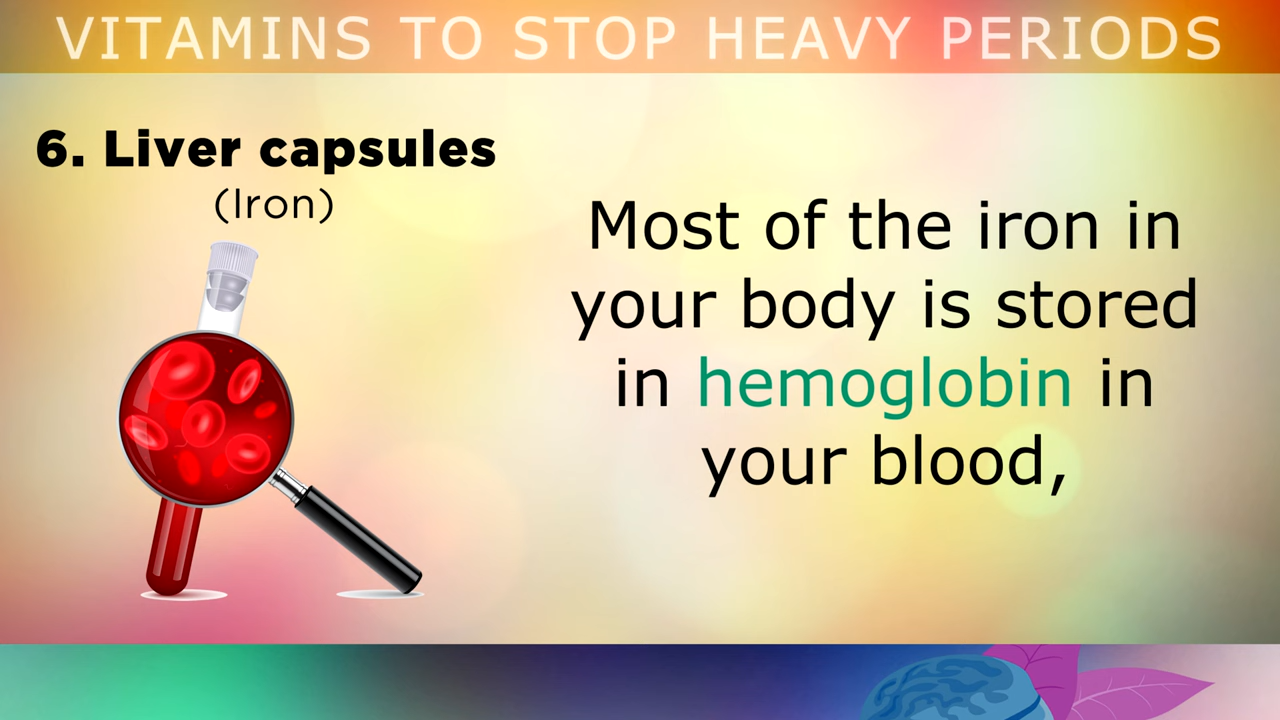 VITAMINS TO STOP HEAVY PERIODS
6. Liver capsules
(Iron)
Most of the iron in
your body is stored
in hemoglobin in
your blood,